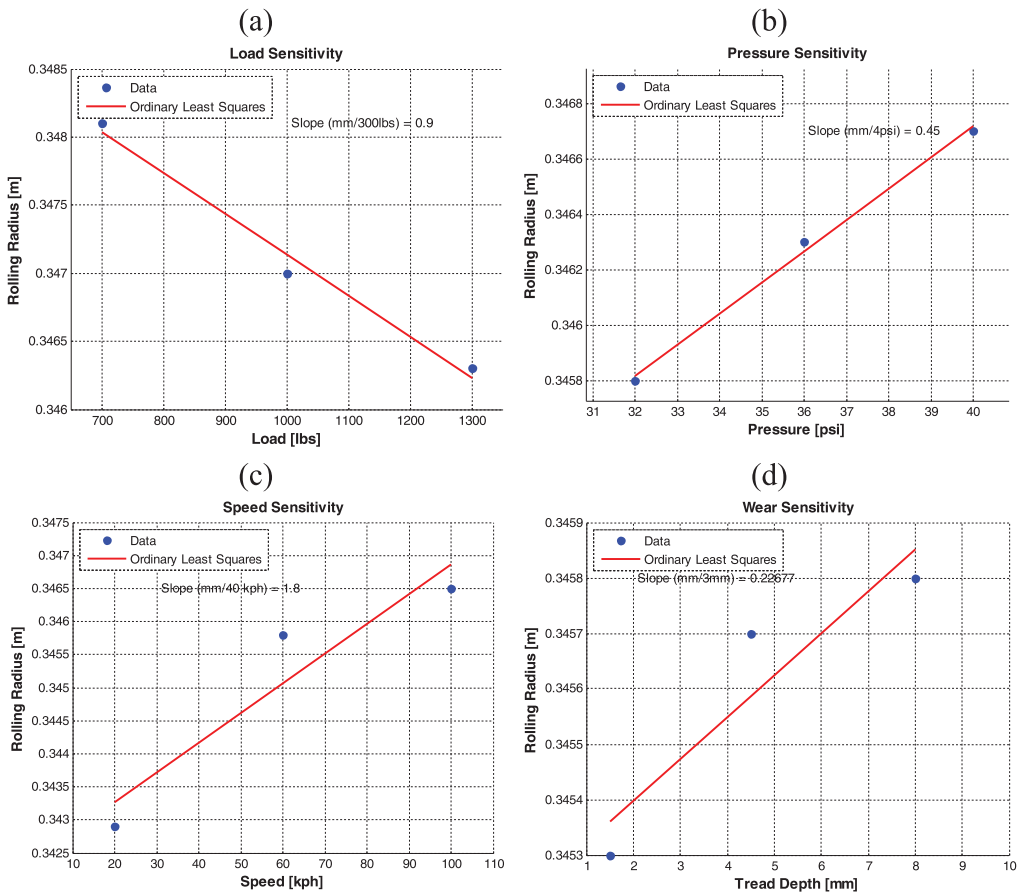 (a)
Load Sensitivity
0.3485
0.348
0.3475
0.347
0.3465
0.346
Rolling Radius [m]
Data
Ordinary Least Squares
Slope (mm/300lbs) = 0.9
700 800 900 1000 1100 1200 1300
Load [lbs]
(b)
Pressure Sensitivity
0.3468
0.3466
0.3464
0.3462
0.346
0.3458
Rolling Radius [m]
Data
Ordinary Least Squares
Slope (mm/4psi) = 0.45
31 32 33 34 35 36 37 38 39 40
Pressure [psi]
(c)
Speed Sensitivity
0.3475
0.347
0.3465
0.346
0.3455
0.345
0.3445
0.344
0.3435
0.343
0.3425
Rolling Radius [m]
Data
Ordinary Least Squares
Slope (mm/40 kph) = 1.8
10 20 30 40 50 60 70 80 90 100 110
Speed [kph]
(d)
Wear Sensitivity
0.3459
0.3458
0.3457
0.3456
0.3455
0.3454
0.3453
Rolling Radius [m]
Data
Ordinary Least Squares
Slope (mm/3mm) = 0.22677
1 2 3 4 5 6 7 8 9 10
Tread Depth [mm]